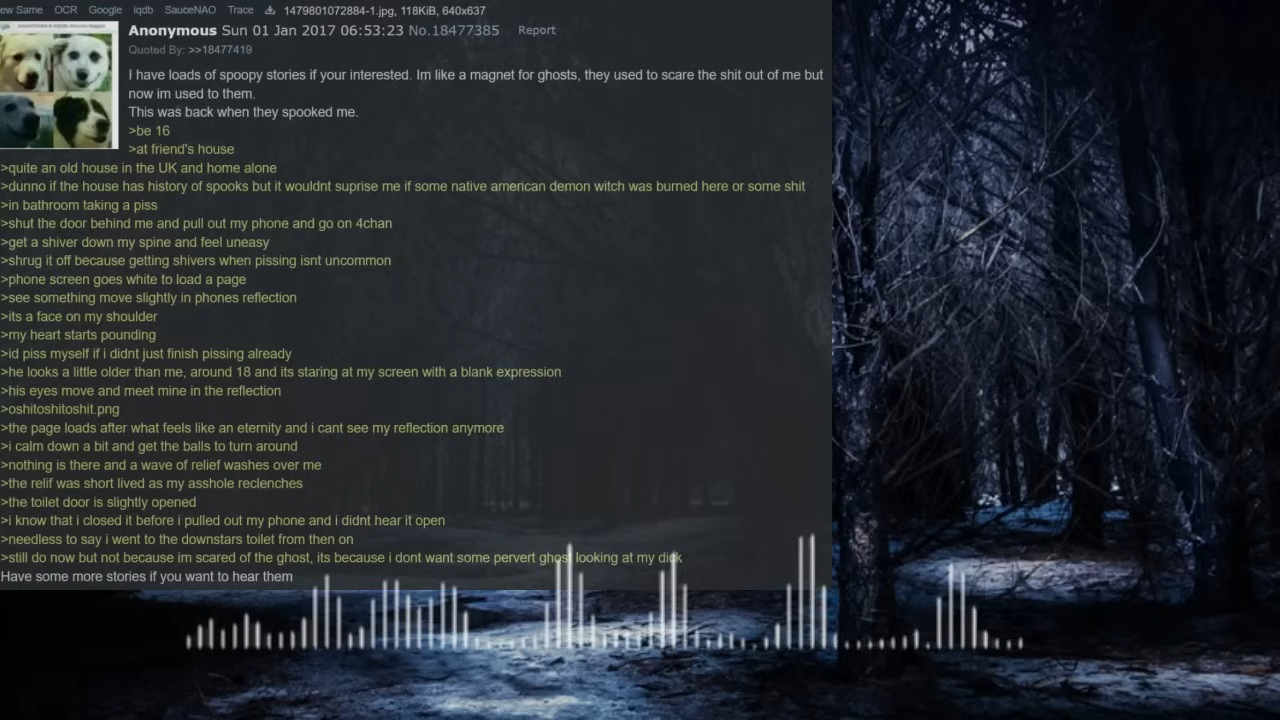 ew Same OCR Google iqdb SauceNAO Trace 1479801072884-1.jpg, 118KiB, 640x637
Anonymous Sun 01 Jan 2017 06:53:23 No.18477385 Report
Quoted By: >>18477419
I have loads of spoopy stories if your interested. Im like a magnet for ghosts, they used to scare the shit out of me but
now im used to them.
This was back when they spooked me.
>be 16
>at friend's house
>quite an old house in the UK and home alone
>dunno if the house has history of spooks but it wouldnt suprise me if some native american demon witch was burned here or some shit
>in bathroom taking a piss
>shut the door behind me and pull out my phone and go on 4chan
>get a shiver down my spine and feel uneasy
>shrug it off because getting shivers when pissing isnt uncommon
>phone screen goes white to load a page
>see something move slightly in phones reflection
>its a face on my shoulder
>my heart starts pounding
>id piss myself if i didnt just finish pissing already
>he looks a little older than me, around 18 and its staring at my screen with a blank expression
>his eyes move and meet mine in the reflection
>oshitoshitoshit.png
>the page loads after what feels like an eternity and i cant see my reflection anymore
>i calm down a bit and get the balls to turn around
>nothing is there and a wave of relief washes over me
>the relif was short lived as my asshole reclenches
>the toilet door is slightly opened
>i know that i closed it before i pulled out my phone and i didnt hear it open
>needless to say i went to the downstars toilet from then on
>still do now but not because im scared of the ghost, its because i dont want some pervert ghost looking at my dick
Have some more stories if you want to hear them